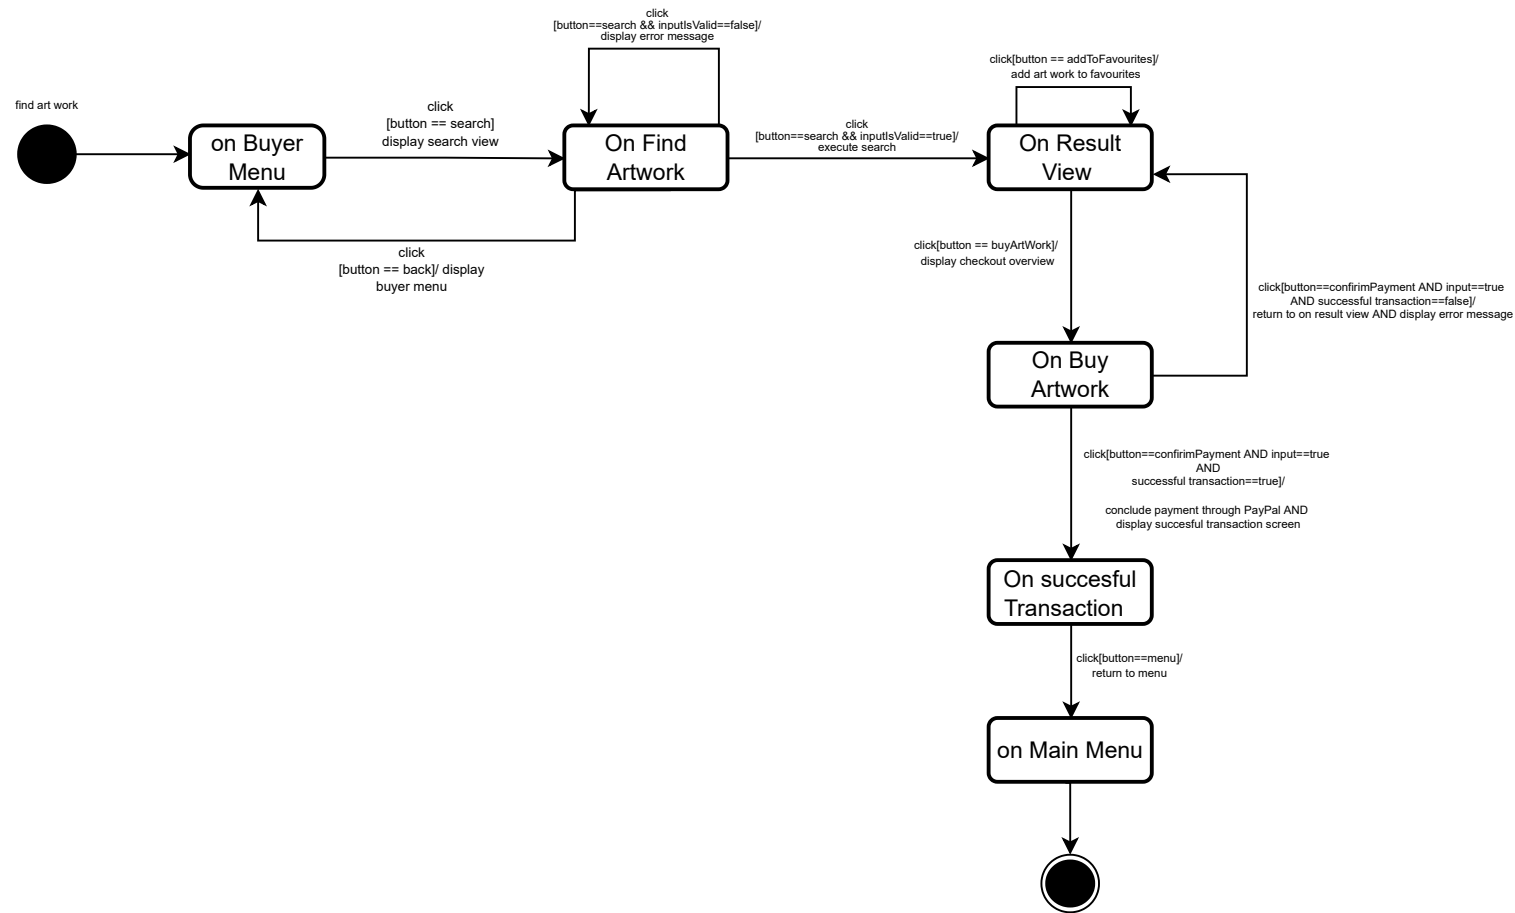 click
[button==search && inputIsValid==false]/
display error message
click[button == addToFavourites]/
add art work to favourites
find art work
click
[button == search]
display search view
click
[button==search && inputIsValid==true]/
execute search
on Buyer
Menu
On Find
Artwork
On Result
View
click
[button == back]/ display
buyer menu
click[button == buyArtWork]/
display checkout overview
click[button==confirimPayment AND input==true
AND successful transaction==false]/
return to on result view AND display error message
On Buy
Artwork
click[button==confirimPayment AND input==true
AND
successful transaction==true]/
conclude payment through PayPal AND
display succesful transaction screen
On succesful
Transaction
click[button==menu]/
return to menu
on Main Menu